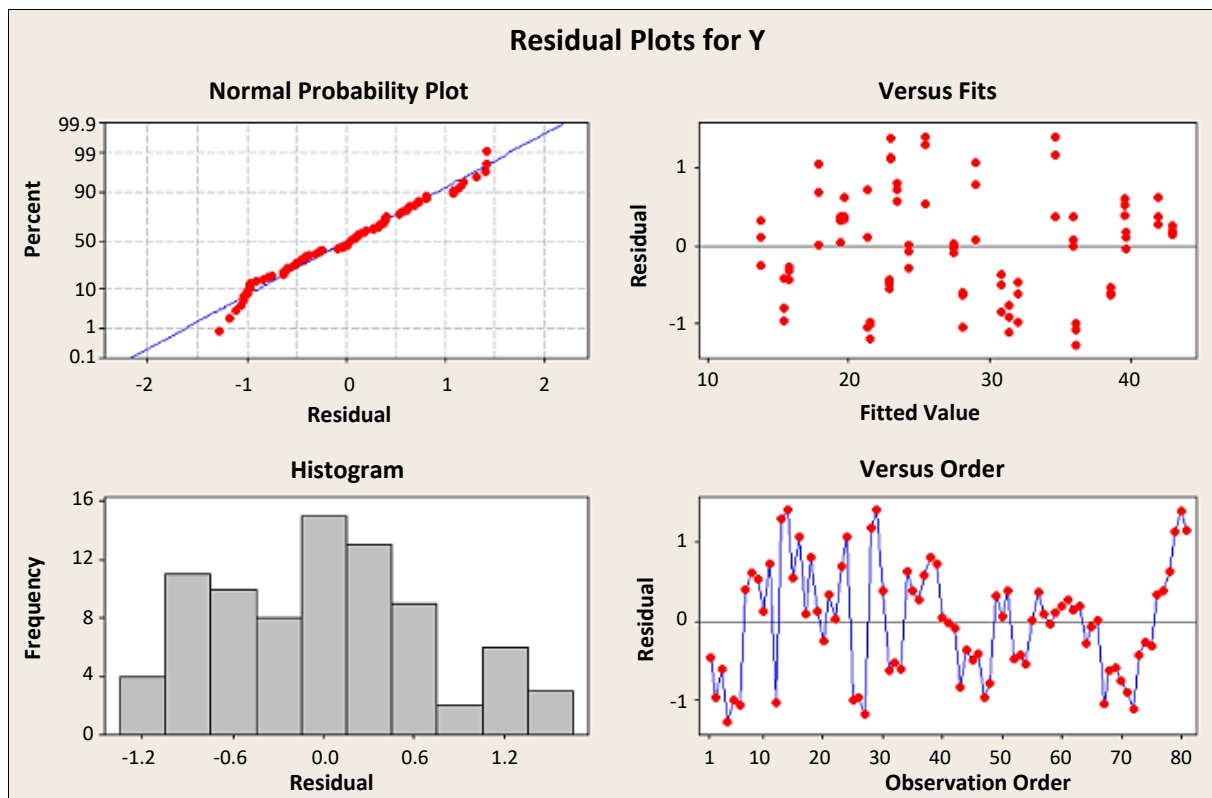 Residual Plots for Y
Normal Probability Plot
Percent
99.9
99
90
50
10
1
0.1
-2 -1 0 1 2
Residual
Versus Fits
Residual
1
0
-1
10 20 30 40
Fitted Value
Histogram
Frequency
16
12
8
4
0
-1.2 -0.6 0.0 0.6 1.2
Residual
Versus Order
Residual
1
0
-1
1 10 20 30 40 50 60 70 80
Observation Order